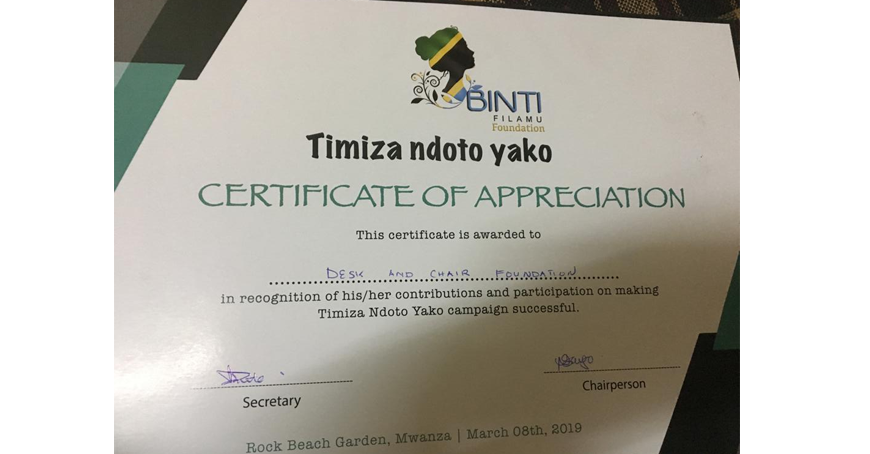 BINTI
FILAMU
Foundation
Timiza ndoto yako
CERTIFICATE OF APPRECIATION
This certificate is awarded to
DESK AND CHAIR FOUNDATION
in recognition of his/her contributions and participation on making
Timiza Ndoto Yako campaign successful.
Secretary
Chairperson
Rock Beach Garden, Mwanza | March 08th, 2019